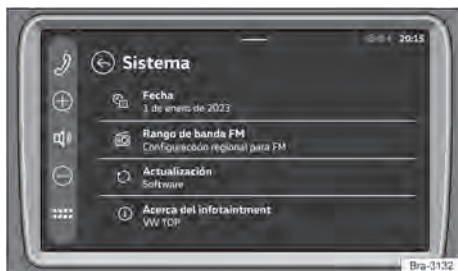 20:15
Sistema
Fecha
1 de enero de 2023
Rango de banda FM
Configuración regional para FM
Actualización
Software
Acerca del infotaintment
VW TOP
Bra-3132